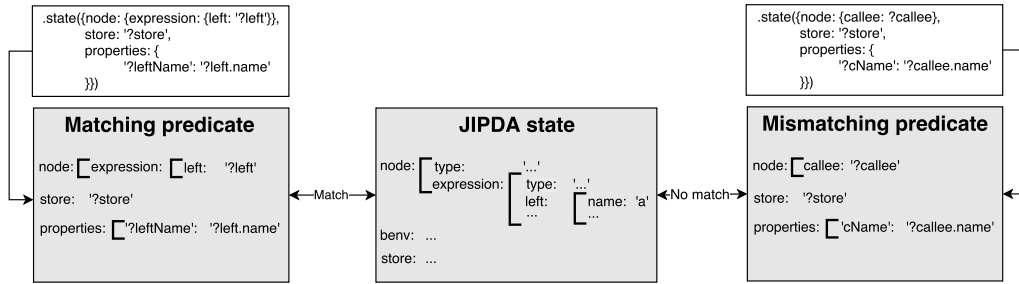 .state({node: {expression: {left: '?left'}},
store: '?store',
properties: {
'?leftName': '?left.name'
}})
.state({node: {callee: ?callee},
store: '?store',
properties: {
'?cName': '?callee.name'
}})
Matching predicate
node: expression: left: '?left'
store: '?store'
properties: '?leftName': '?left.name'
Match
JIPDA state
node: type: '...'
expression: type: '...'
left: name: 'a'
... ...
benv: ...
store: ...
No match
Mismatching predicate
node: callee: '?callee'
store: '?store'
properties: 'cName': '?callee.name'